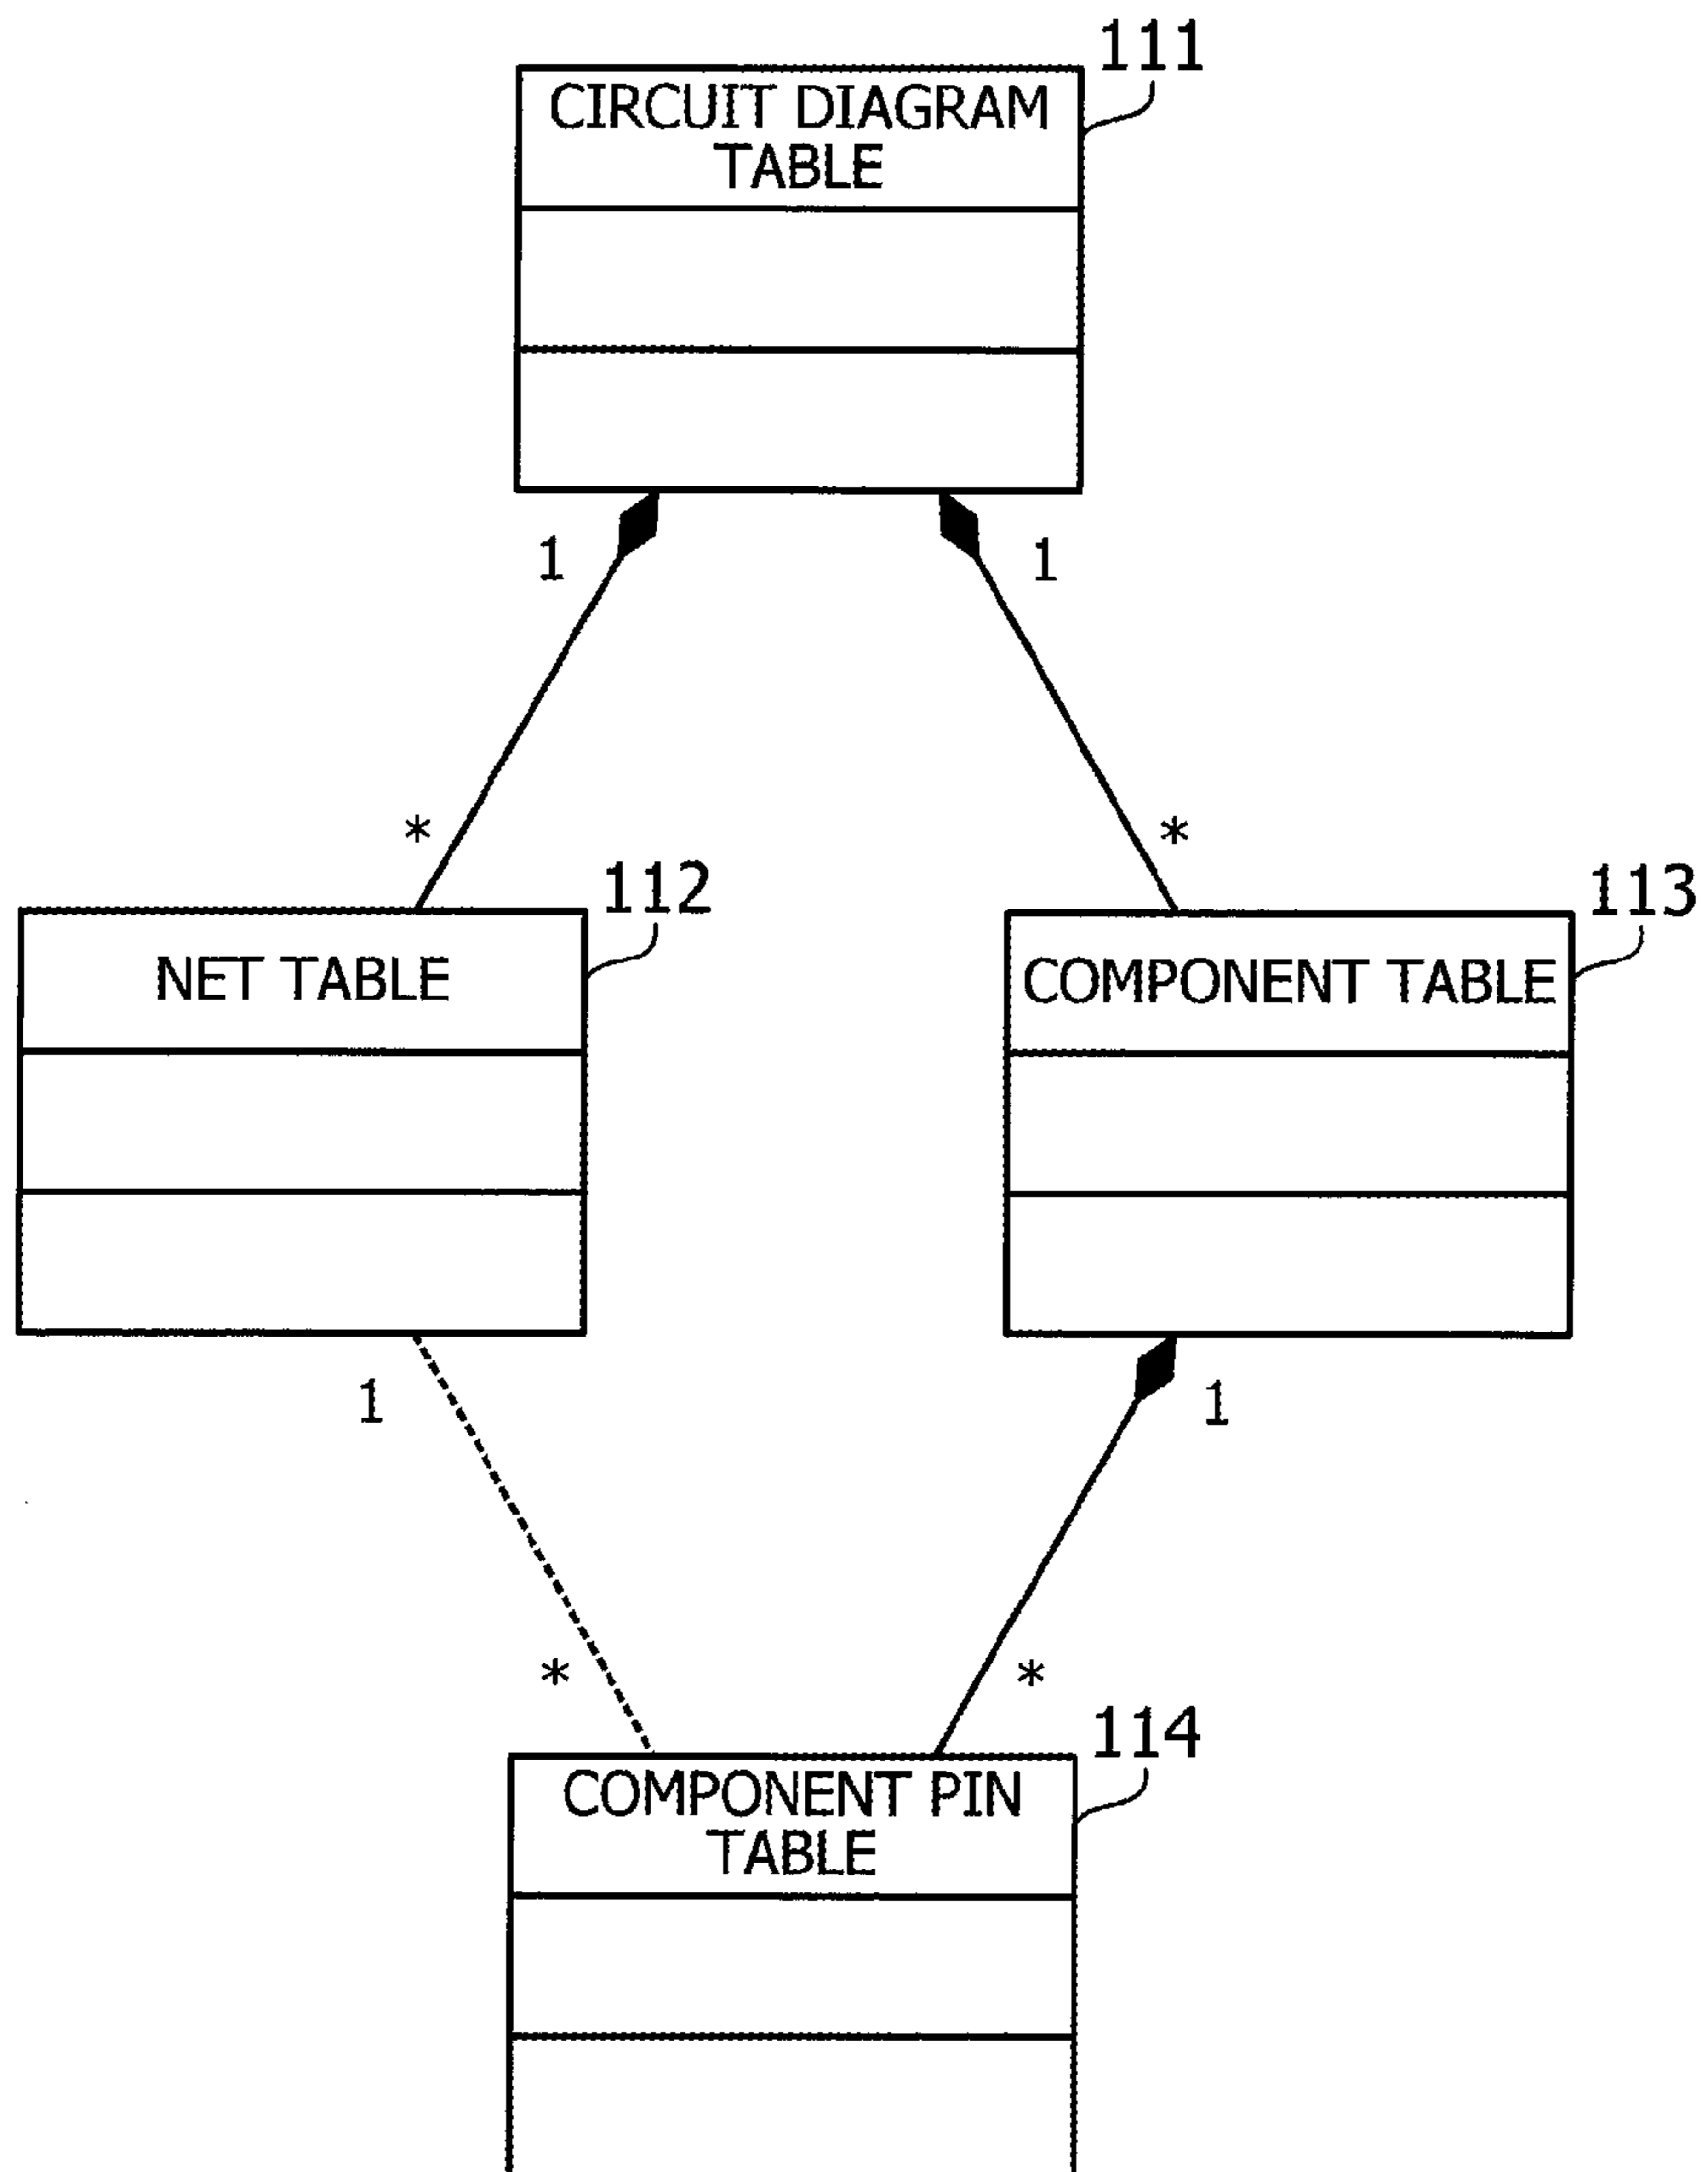 111
CIRCUIT DIAGRAM
TABLE
1
1
*
*
112
113
NET TABLE
COMPONENT TABLE
1
1
*
*
114
COMPONENT PIN
TABLE